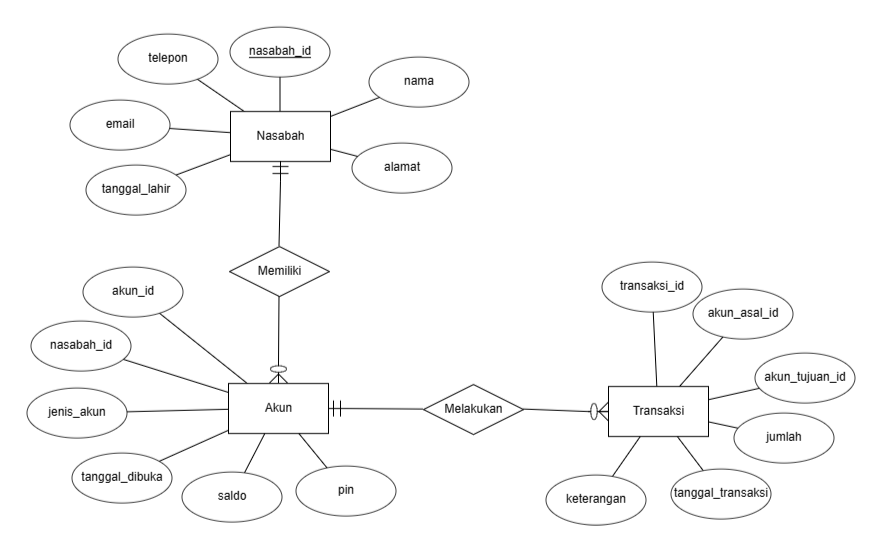 nasabah_id
telepon
nama
email
Nasabah
alamat
tanggal_lahir
Memiliki
akun_id
transaksi_id
akun_asal_id
nasabah_id
akun_tujuan_id
jenis_akun
Akun
Melakukan
Transaksi
jumlah
tanggal_dibuka
saldo
pin
keterangan
tanggal_transaksi